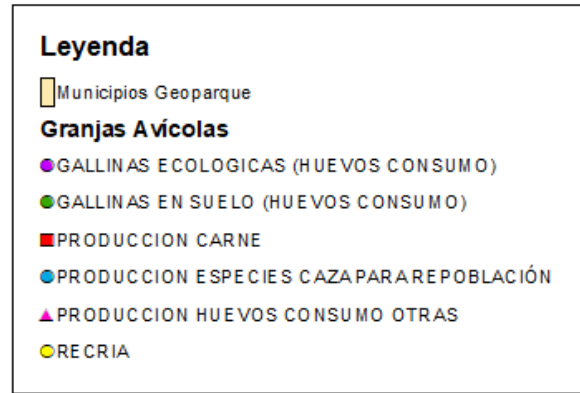 Leyenda
Municipios Geoparque
Granjas Avícolas
GALLINAS ECOLOGICAS (HUEVOS CONSUMO)
GALLINAS EN SUELO (HUEVOS CONSUMO)
PRODUCCION CARNE
PRODUCCION ESPECIES CAZA PARA REPOBLACIÓN
PRODUCCION HUEVOS CONSUMO OTRAS
RECRIA